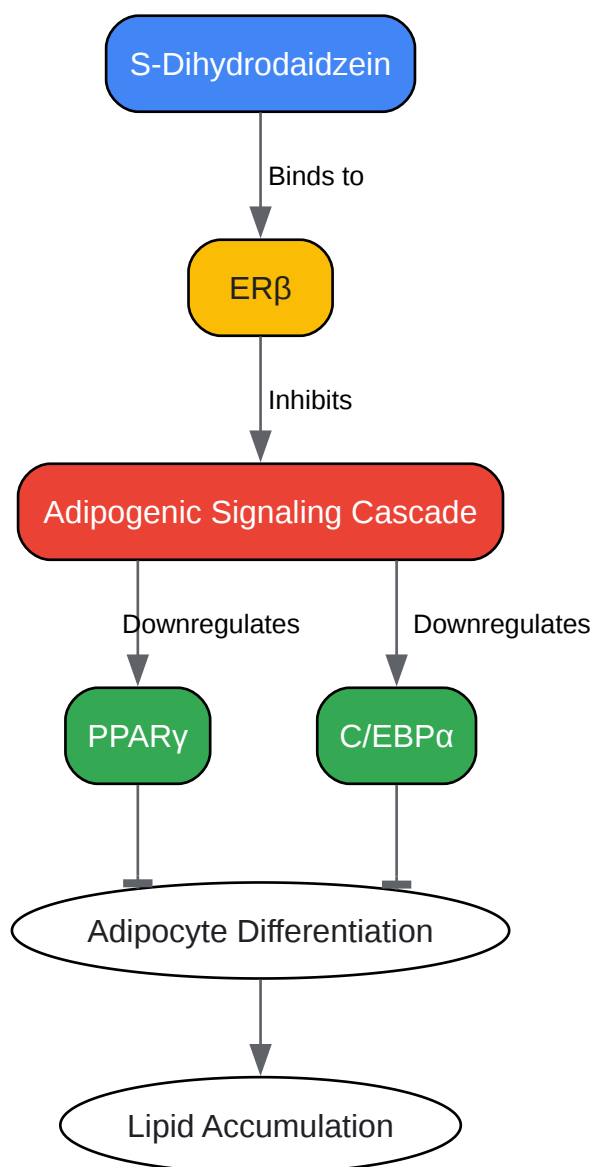 S-Dihydrodaidzein
Binds to
ERβ
Inhibits
Adipogenic Signaling Cascade
Downregulates
Downregulates
PPARγ
C/EBPα
Adipocyte Differentiation
Lipid Accumulation